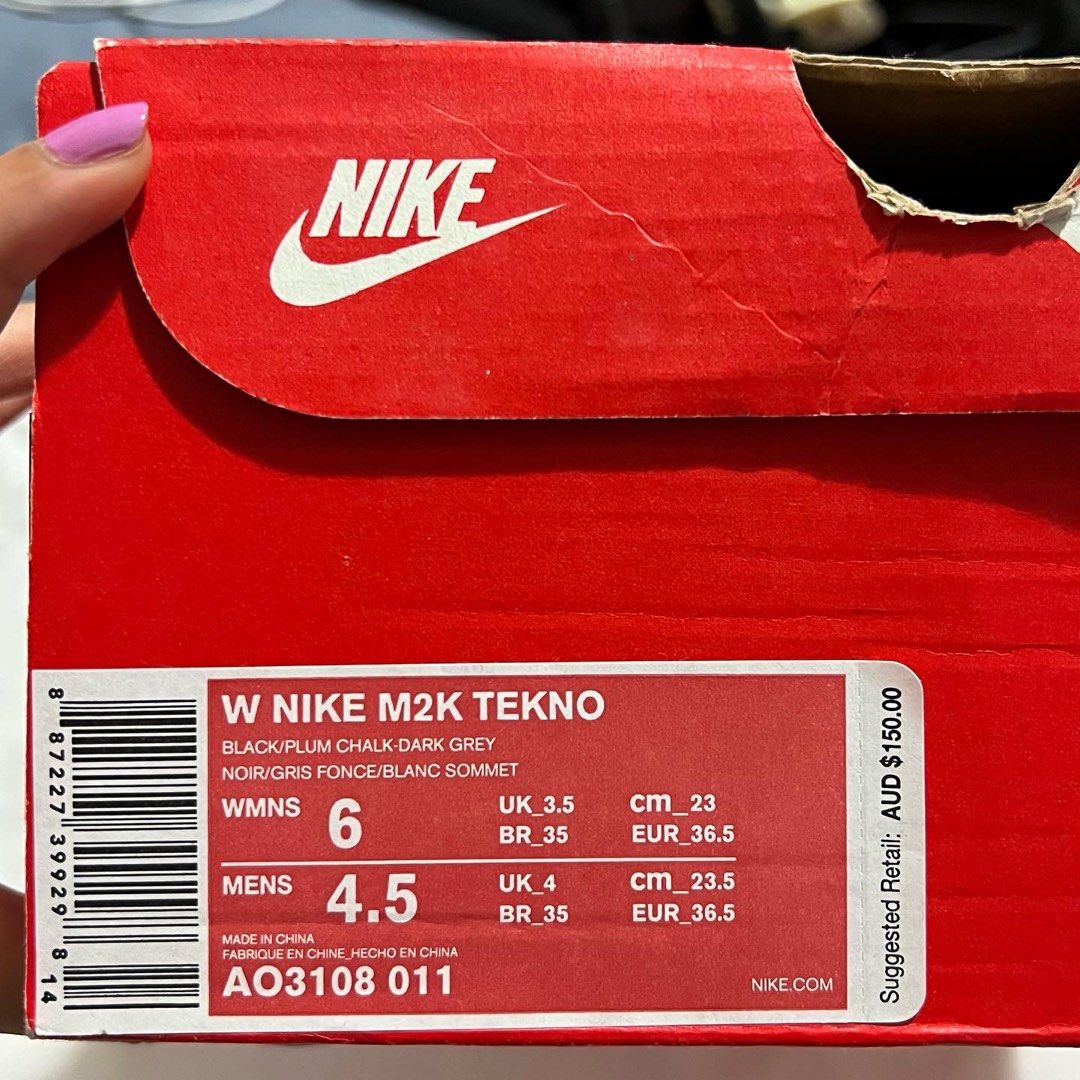 NIKE
W NIKE M2K TEKNO
BLACK/PLUM CHALK-DARK GREY
NOIR/GRIS FONCE/BLANC SOMMET
WMNS 6 UK_3.5 cm_23
BR_35 EUR_36.5
MENS 4.5 UK_4 cm_23.5
BR_35 EUR_36.5
MADE IN CHINA
FABRIQUE EN CHINE_HECHO EN CHINA
AO3108 011 NIKE.COM
8 87227 39929 8 14
Suggested Retail: AUD $150.00